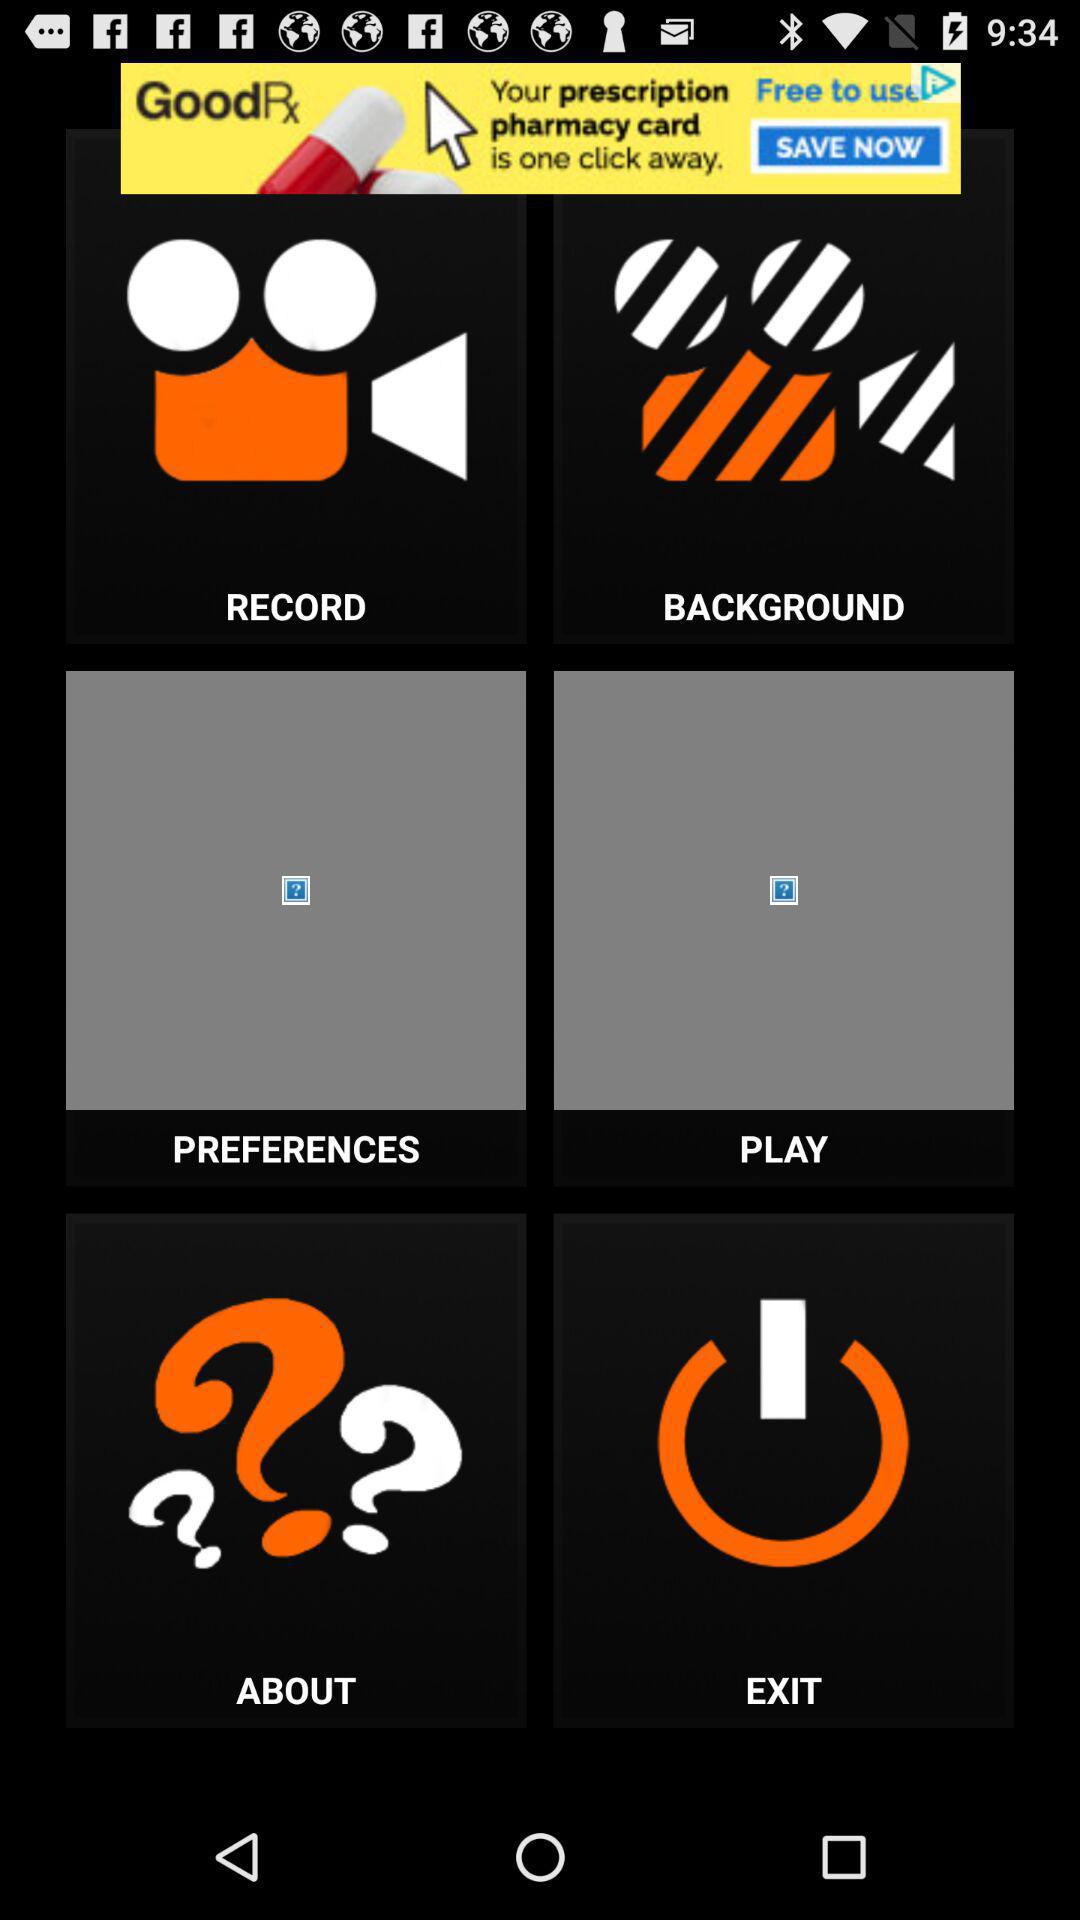 9:34
GoodRx
Your prescription
pharmacy card
is one click away.
Free to use
SAVE NOW
RECORD
BACKGROUND
PREFERENCES
PLAY
ABOUT
EXIT